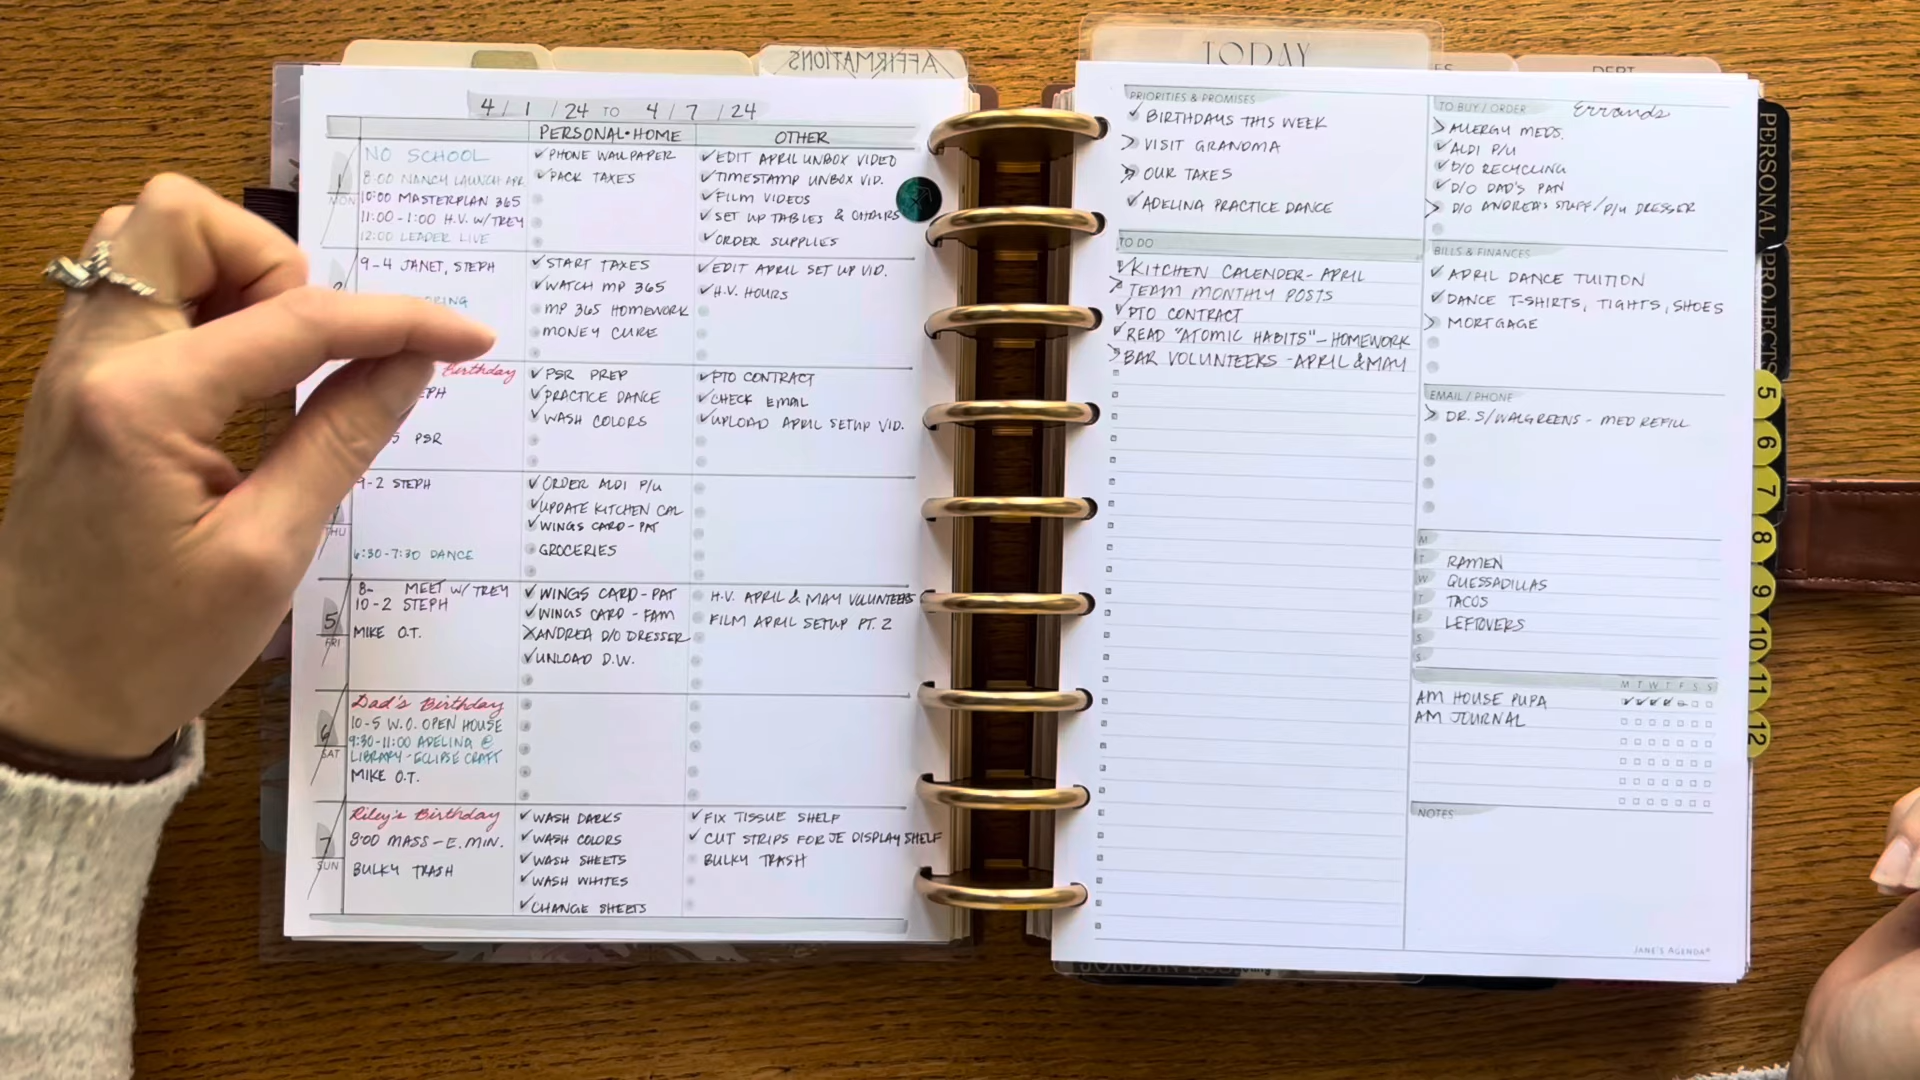 AFFIRMATIONS
4 / 1 / 24 TO 4 / 7 / 24
PERSONAL•HOME
OTHER
1
MON
NO SCHOOL
8:00 NANCY LAUNCH APR.
10:00 MASTERPLAN 365
11:00-1:00 H.V. W/TREY
12:00 LEADER LIVE
PHONE WALLPAPER
PACK TAXES
EDIT APRIL UNBOX VIDEO
TIMESTAMP UNBOX VID.
FILM VIDEOS
SET UP TABLES & CHAIRS
ORDER SUPPLIES
9-4 JANET, STEPH
START TAXES
WATCH MP 365
MP 365 HOMEWORK
MONEY CURE
EDIT APRIL SET UP VID.
H.V. HOURS
Birthday
PSR
PSR PREP
PRACTICE DANCE
WASH COLORS
PTO CONTRACT
CHECK EMAIL
UPLOAD APRIL SETUP VID.
THU
9-2 STEPH
6:30-7:30 DANCE
ORDER ALDI P/U
UPDATE KITCHEN CAL
WINGS CARD-PAT
GROCERIES
5
FRI
8- MEET W/ TREY
10-2 STEPH
MIKE O.T.
WINGS CARD-PAT
WINGS CARD - FAM
ANDREA D/O DRESSER
UNLOAD D.W.
H.V. APRIL & MAY VOLUNTEERS
FILM APRIL SETUP PT. 2
6
SAT
Dad's Birthday
10-5 W.O. OPEN HOUSE
9:30-11:00 ADELINA @
LIBRARY-ECLIPSE CRAFT
MIKE O.T.
7
SUN
Riley's Birthday
8:00 MASS-E.MIN.
BULKY TRASH
WASH DARKS
WASH COLORS
WASH SHEETS
WASH WHITES
CHANGE SHEETS
FIX TISSUE SHELF
CUT STRIPS FOR JE DISPLAY SHELF
BULKY TRASH
TODAY
PRIORITIES & PROMISES
BIRTHDAYS THIS WEEK
VISIT GRANDMA
OUR TAXES
ADELINA PRACTICE DANCE
TO DO
KITCHEN CALENDER-APRIL
TEAM MONTHLY POSTS
PTO CONTRACT
READ "ATOMIC HABITS"-HOMEWORK
BAR VOLUNTEERS - APRIL & MAY
TO BUY / ORDER Errands
ALLERGY MEDS.
ALDI P/U
D/O RECYCLING
D/O DAD'S PAN
D/O ANDREA'S STUFF/P/U DRESSER
BILLS & FINANCES
APRIL DANCE TUITION
DANCE T-SHIRTS, TIGHTS, SHOES
MORTGAGE
EMAIL / PHONE
DR. S/WALGREENS - MED REFILL
M
T RAMEN
W QUESSADILLAS
T TACOS
F LEFTOVERS
S
S
M T W T F S S
AM HOUSE PUPA
AM JOURNAL
NOTES
JANE'S AGENDA®
PERSONAL
PROJECTS
5
6
7
8
9
10
11
12